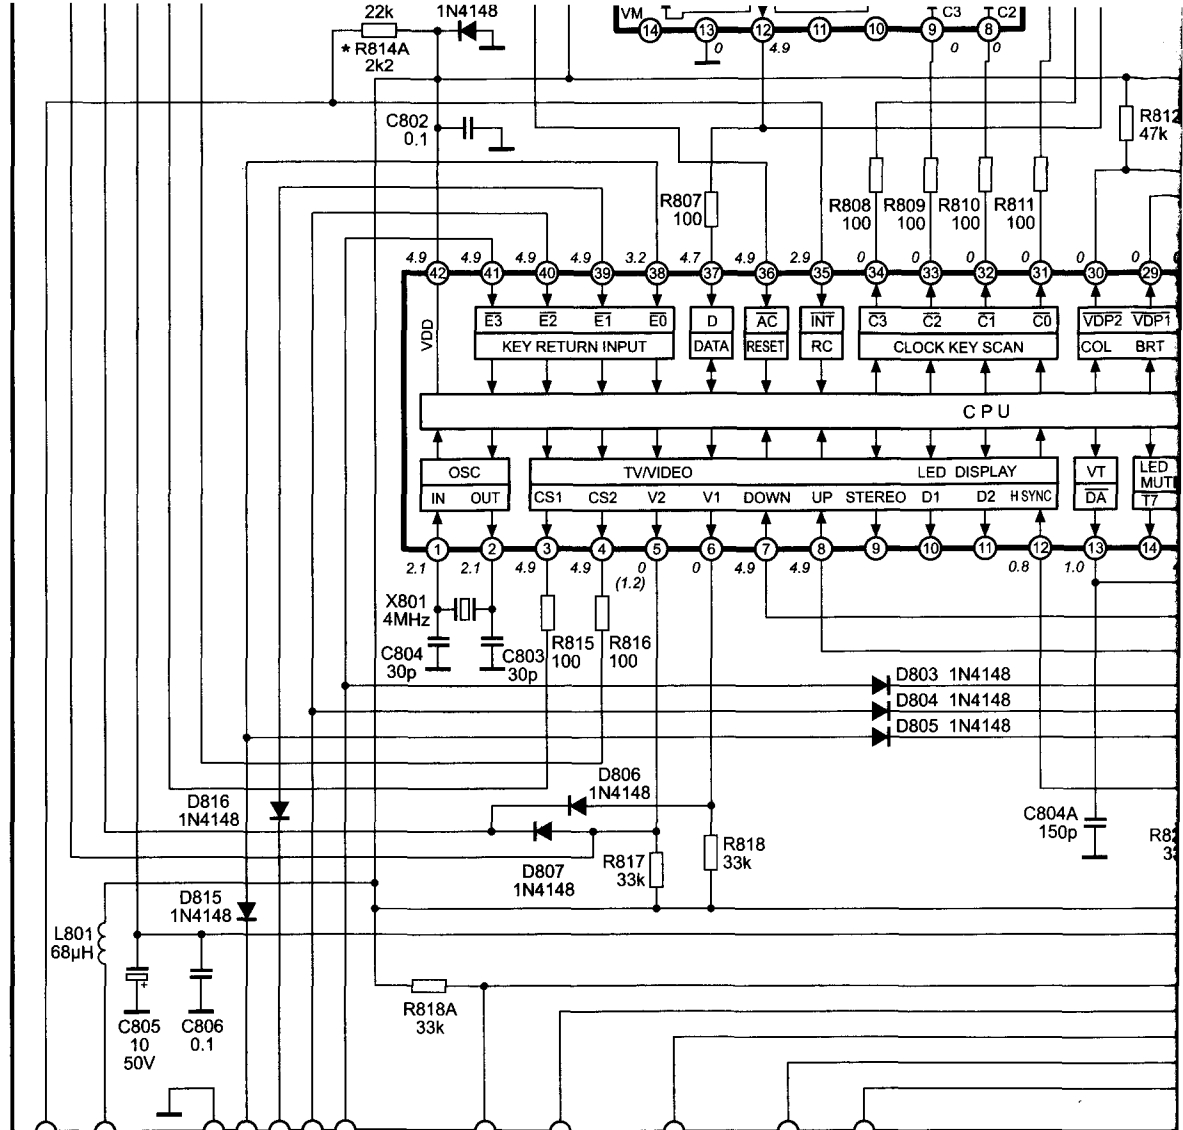 22k
1N4148
VM
C3
C2
14
13
12
11
10
9
8
0
4.9
0
0
* R814A
2k2
C802
0.1
R812
47k
R807
100
R808
100
R809
100
R810
100
R811
100
4.9
4.9
4.9
4.9
3.2
4.7
4.9
2.9
0
0
0
0
0
0
42
41
40
39
38
37
36
35
34
33
32
31
30
29
VDD
E3
E2
E1
E0
D
AC
INT
C3
C2
C1
C0
VDP2
VDP1
KEY RETURN INPUT
DATA
RESET
RC
CLOCK KEY SCAN
COL
BRT
CPU
OSC
TV/VIDEO
LED DISPLAY
VT
LED
IN
OUT
CS1
CS2
V2
V1
DOWN
UP
STEREO
D1
D2
H SYNC
DA
MUT
T7
1
2
3
4
5
6
7
8
9
10
11
12
13
14
2.1
2.1
4.9
4.9
0
(1.2)
0
4.9
4.9
0.8
1.0
X801
4MHz
C804
30p
C803
30p
R815
100
R816
100
D803 1N4148
D804 1N4148
D805 1N4148
D806
1N4148
D816
1N4148
C804A
150p
R817
33k
R818
33k
D807
1N4148
D815
1N4148
L801
68µH
+
R818A
33k
C805
10
50V
C806
0.1